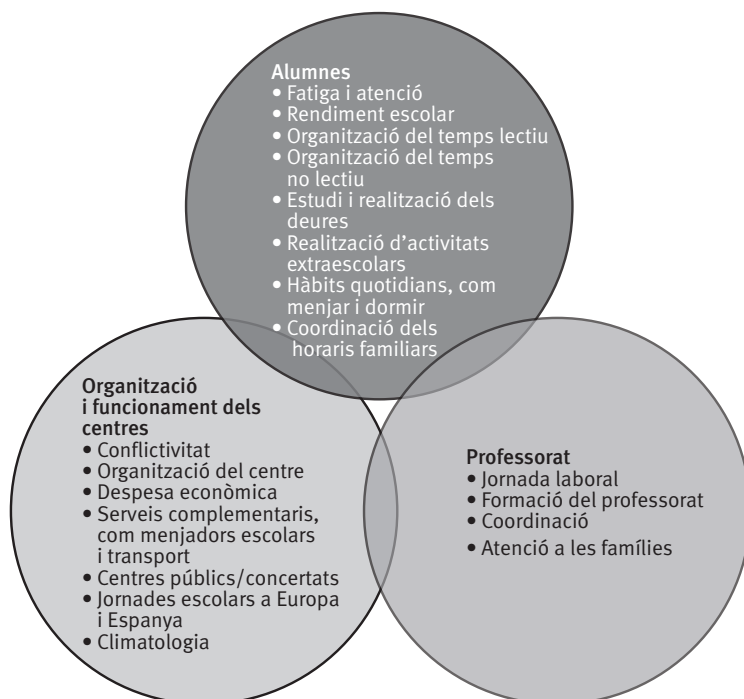 Alumnes
• Fatiga i atenció
• Rendiment escolar
• Organització del temps lectiu
• Organització del temps
no lectiu
• Estudi i realització dels
deures
• Realització d’activitats
extraescolars
• Hàbits quotidians, com
menjar i dormir
• Coordinació dels
horaris familiars
Organització
i funcionament dels
centres
• Conflictivitat
• Organització del centre
• Despesa econòmica
• Serveis complementaris,
com menjadors escolars
i transport
• Centres públics/concertats
• Jornades escolars a Europa
i Espanya
• Climatologia
Professorat
• Jornada laboral
• Formació del professorat
• Coordinació
• Atenció a les famílies